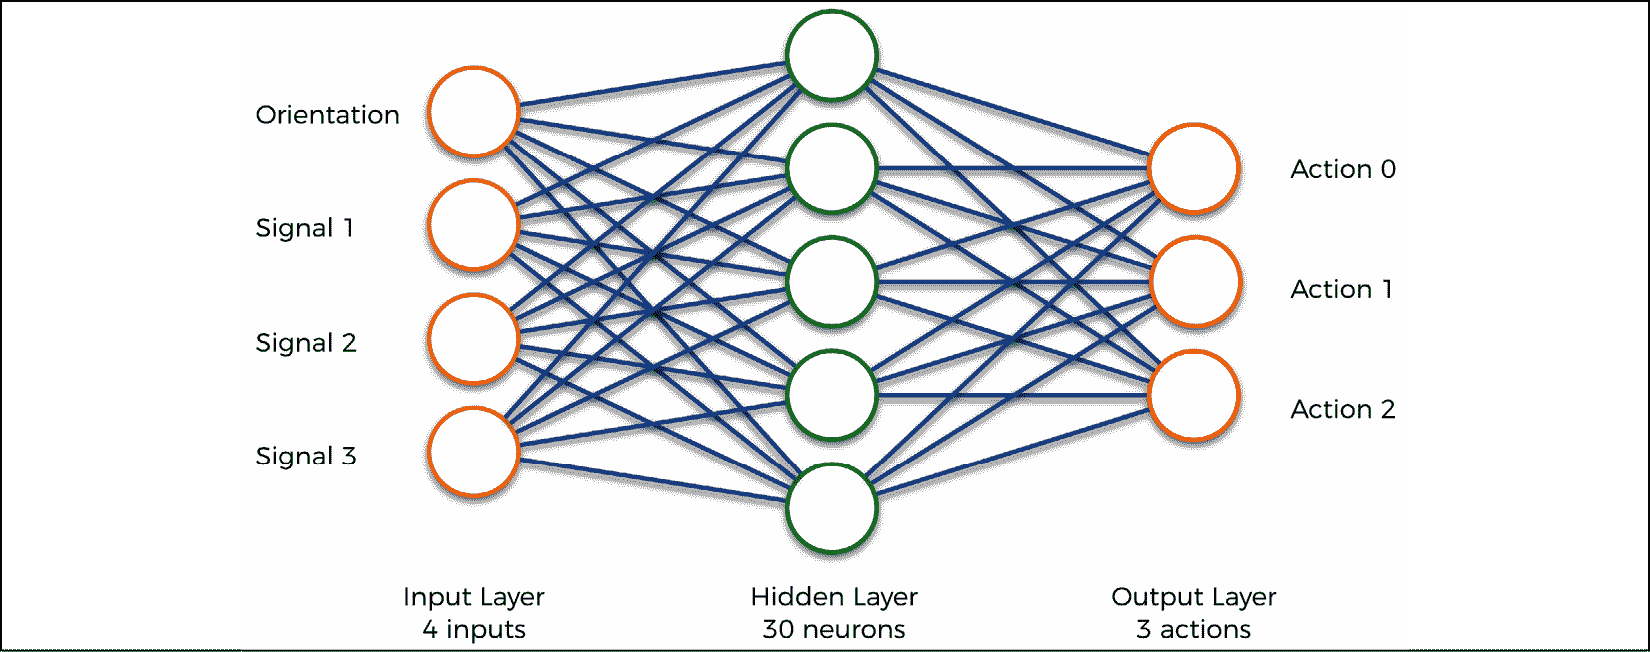 Orientation
Signal 1
Signal 2
Signal 3
Action 0
Action 1
Action 2
Input Layer
4 inputs
Hidden Layer
30 neurons
Output Layer
3 actions